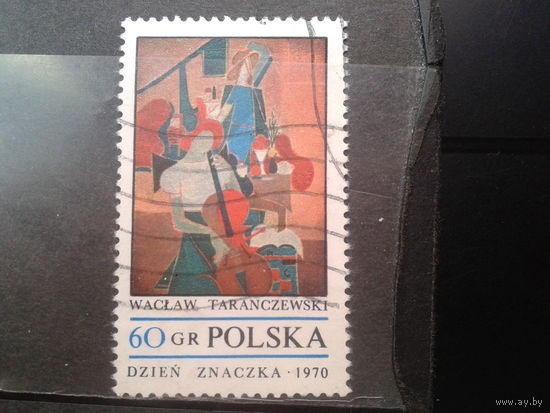 WACŁAW TARANCZEWSKI
60 GR POLSKA
DZIEŃ ZNACZKA · 1970
www.ay.by